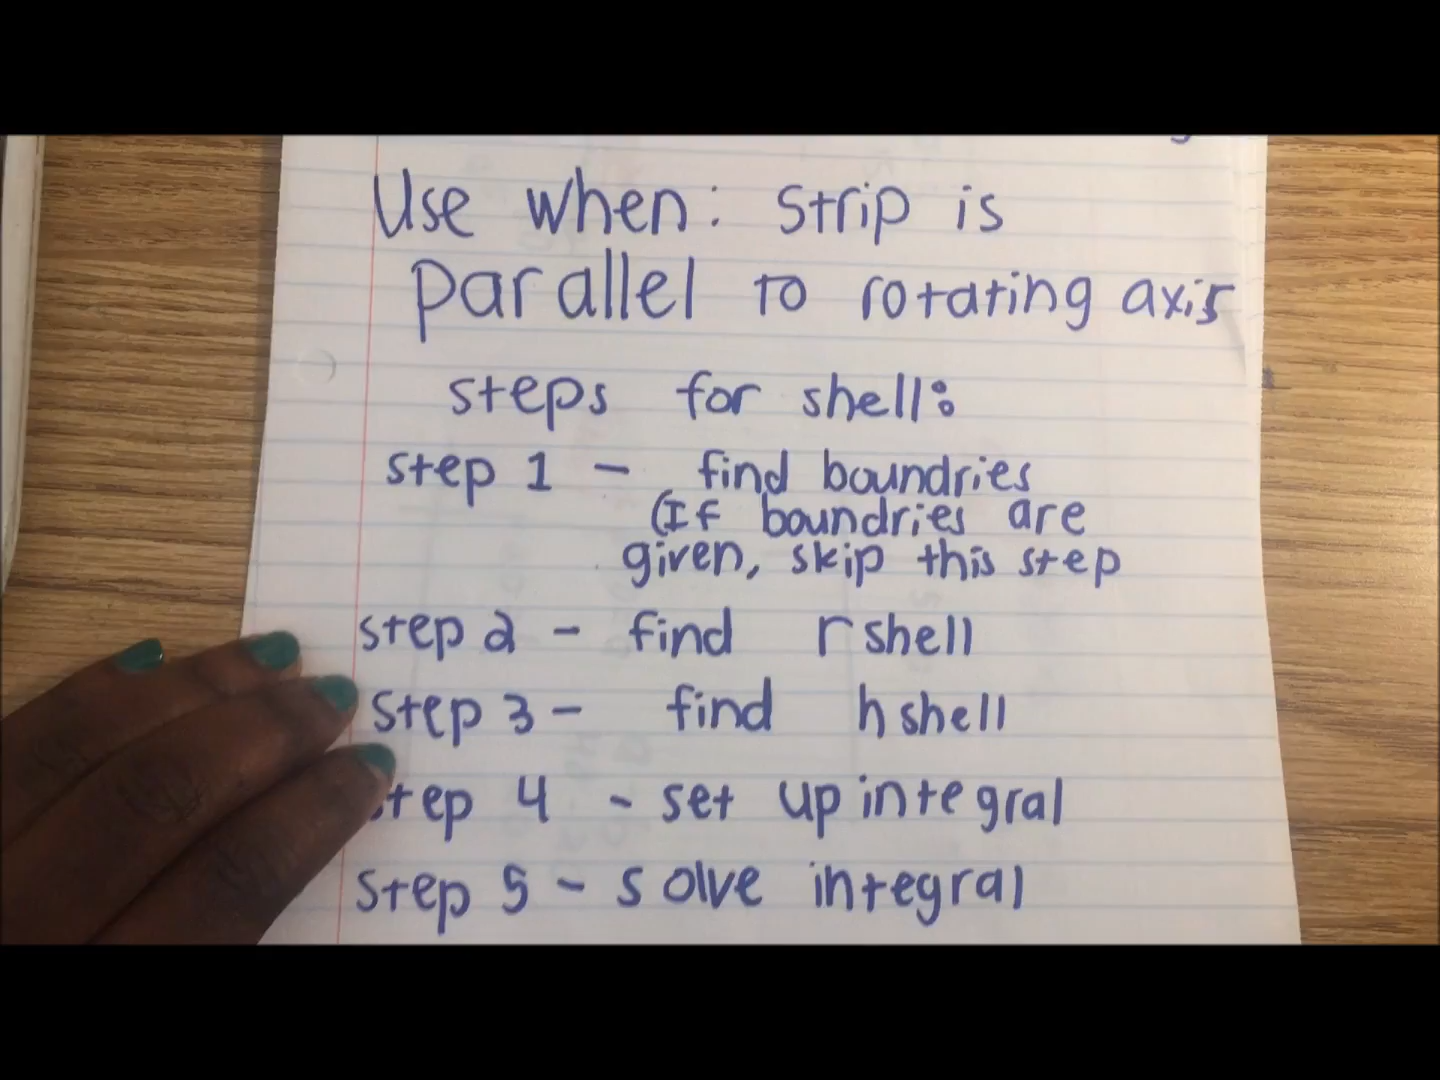 Use when: strip is
parallel to rotating axis
steps for shell:
step 1 - find boundries
(If boundries are
given, skip this step
step 2 - find r shell
step 3 - find h shell
step 4 - set up integral
step 5 - solve integral